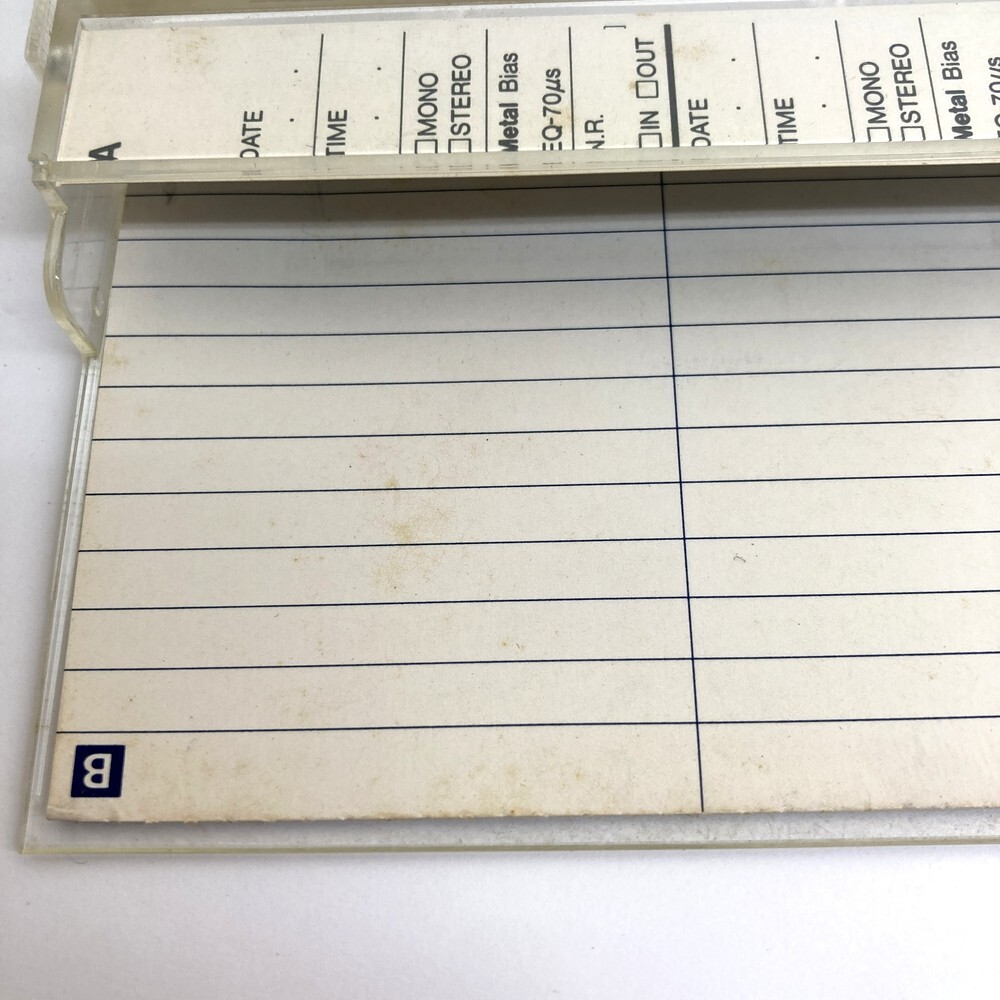 A
DATE
TIME
☐MONO
☐STEREO
Metal Bias
EQ-70μs
N.R.
☐IN ☐OUT
DATE
TIME
☐MONO
☐STEREO
Metal Bias
B